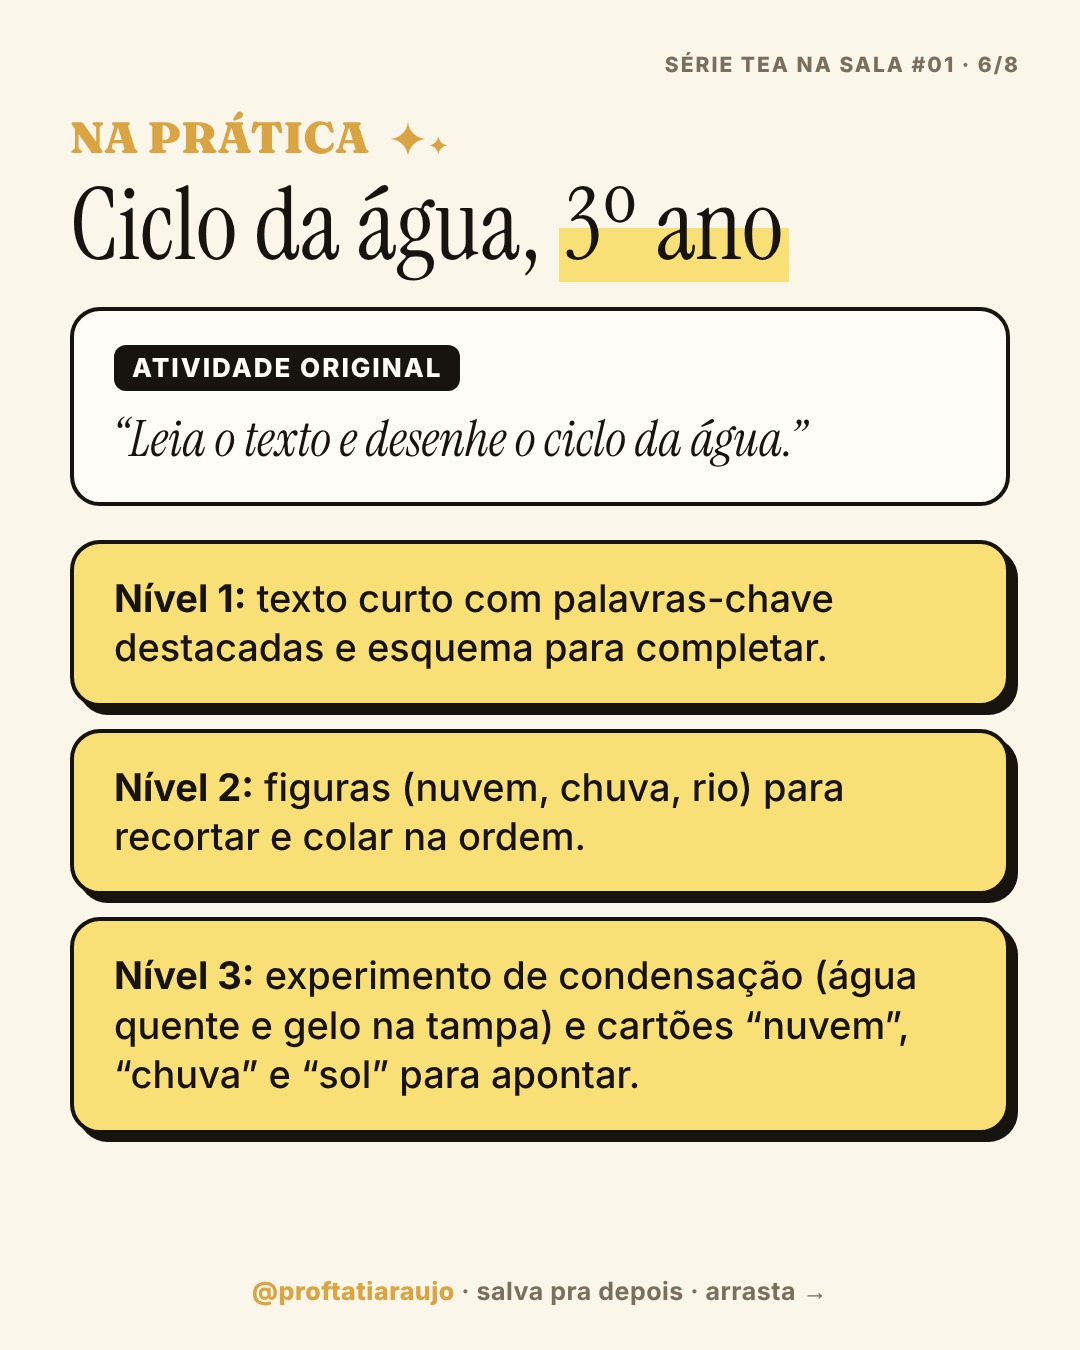 SÉRIE TEA NA SALA #01 · 6/8
NA PRÁTICA
Ciclo da água, 3º ano
ATIVIDADE ORIGINAL
“Leia o texto e desenhe o ciclo da água.”
Nível 1: texto curto com palavras-chave
destacadas e esquema para completar.
Nível 2: figuras (nuvem, chuva, rio) para
recortar e colar na ordem.
Nível 3: experimento de condensação (água
quente e gelo na tampa) e cartões “nuvem”,
“chuva” e “sol” para apontar.
@proftatiaraujo · salva pra depois · arrasta →